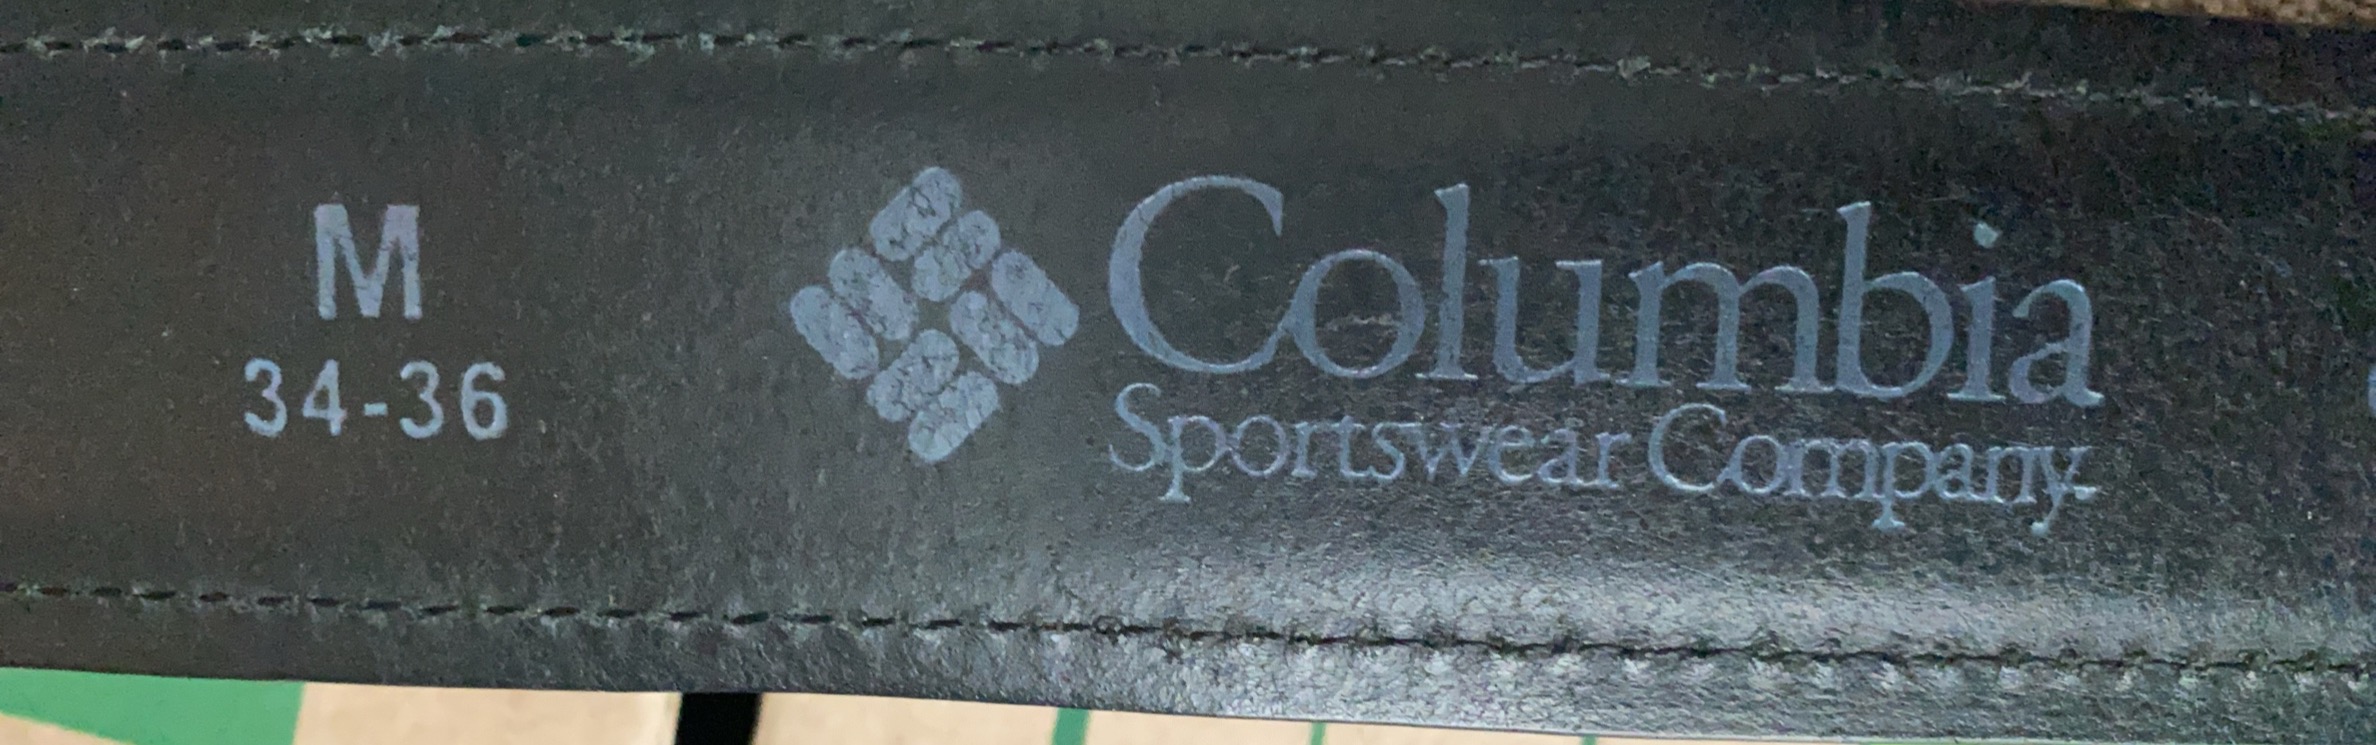 M
34-36
Columbia
Sportswear Company